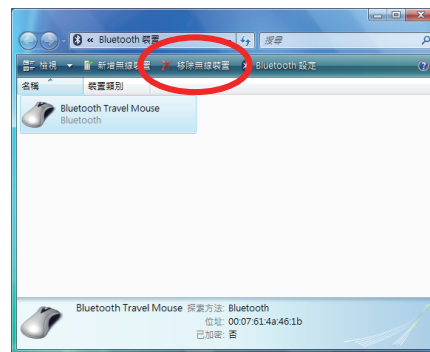 « Bluetooth 裝置
搜尋
檢視 新增無線裝置 移除無線裝置 Bluetooth 設定
名稱 裝置類別
Bluetooth Travel Mouse
Bluetooth
Bluetooth Travel Mouse 探索方法: Bluetooth
位址: 00:07:61:4a:46:1b
已加密: 否